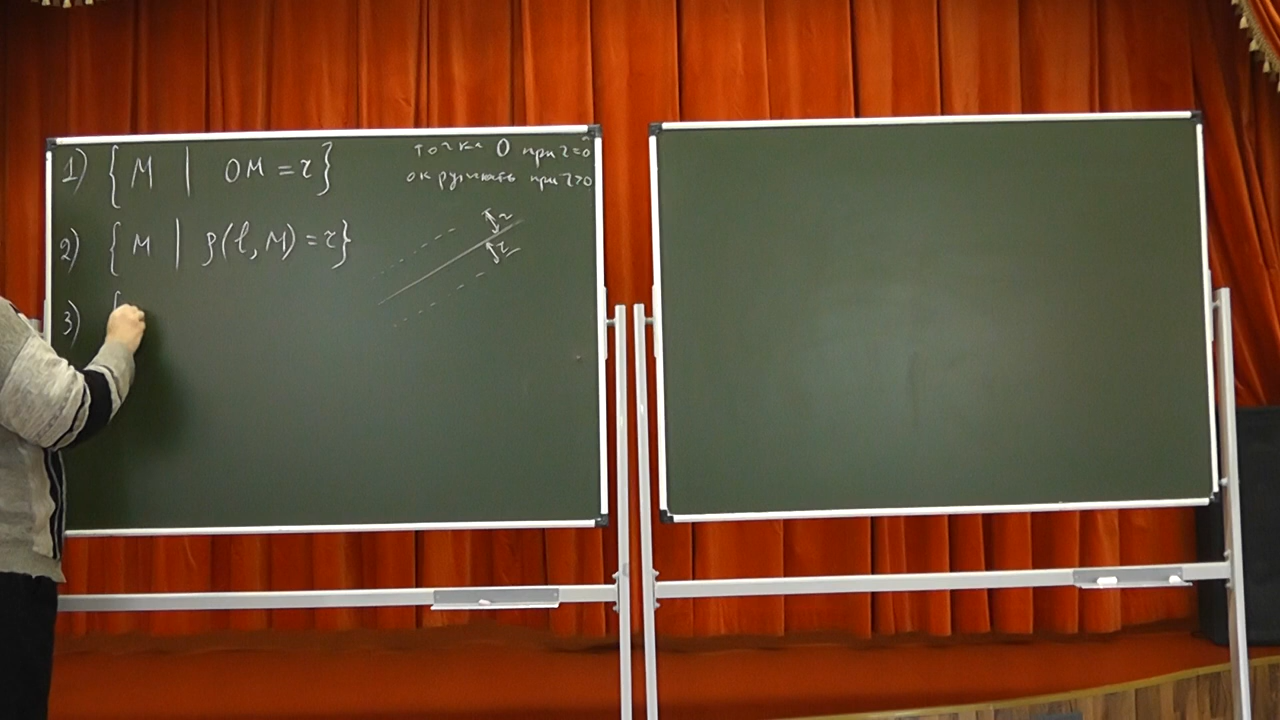 1) { M | OM = r }
точка O при r=0
окружность при r>0
2) { M | ρ(l, M) = r }
r
r
3) {